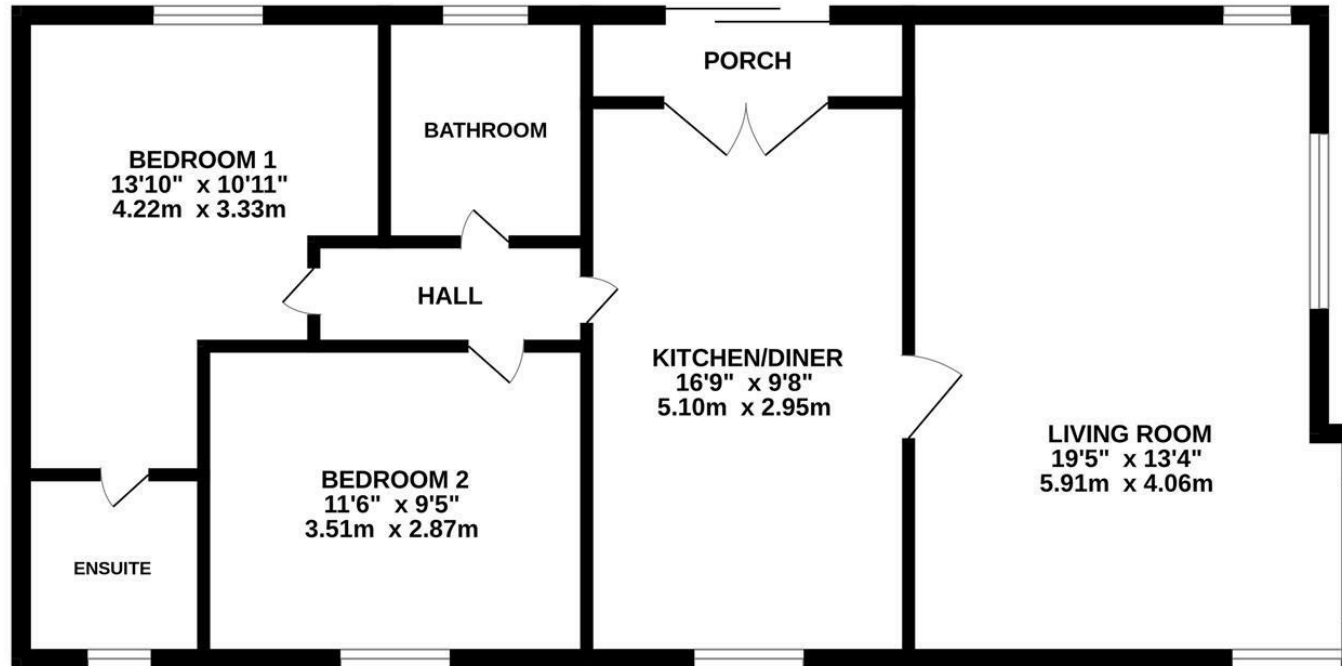 PORCH
BATHROOM
BEDROOM 1
13'10" x 10'11"
4.22m x 3.33m
HALL
KITCHEN/DINER
16'9" x 9'8"
5.10m x 2.95m
LIVING ROOM
19'5" x 13'4"
5.91m x 4.06m
BEDROOM 2
11'6" x 9'5"
3.51m x 2.87m
ENSUITE